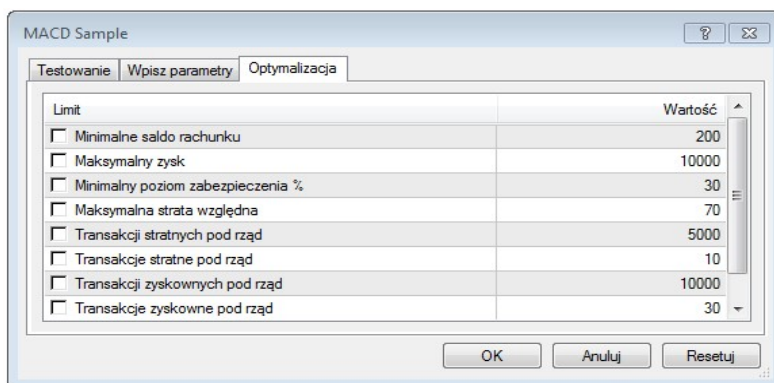 MACD Sample
Testowanie Wpisz parametry Optymalizacja
Limit Wartość
Minimalne saldo rachunku 200
Maksymalny zysk 10000
Minimalny poziom zabezpieczenia % 30
Maksymalna strata względna 70
Transakcji stratnych pod rząd 5000
Transakcje stratne pod rząd 10
Transakcji zyskownych pod rząd 10000
Transakcje zyskowne pod rząd 30
OK Anuluj Resetuj